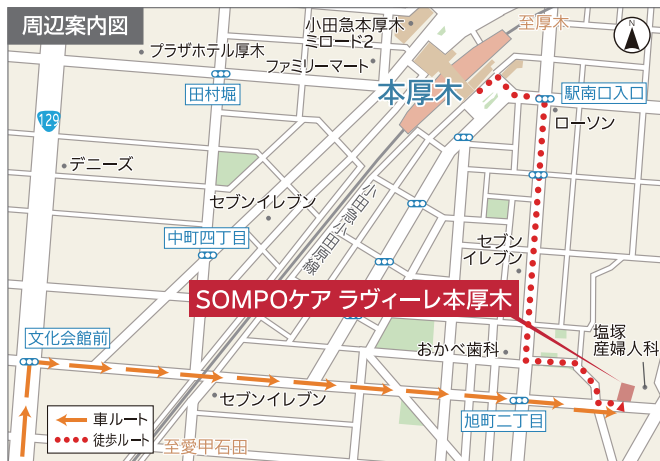 周辺案内図
小田急本厚木
ミロード2
至厚木
N
プラザホテル厚木
ファミリーマート
本厚木
田村堀
駅南口入口
129
ローソン
デニーズ
セブンイレブン
小田急小田原線
中町四丁目
セブン
イレブン
SOMPOケア ラヴィーレ本厚木
文化会館前
おかべ歯科
塩塚
産婦人科
セブンイレブン
旭町二丁目
車ルート
徒歩ルート
至愛甲石田